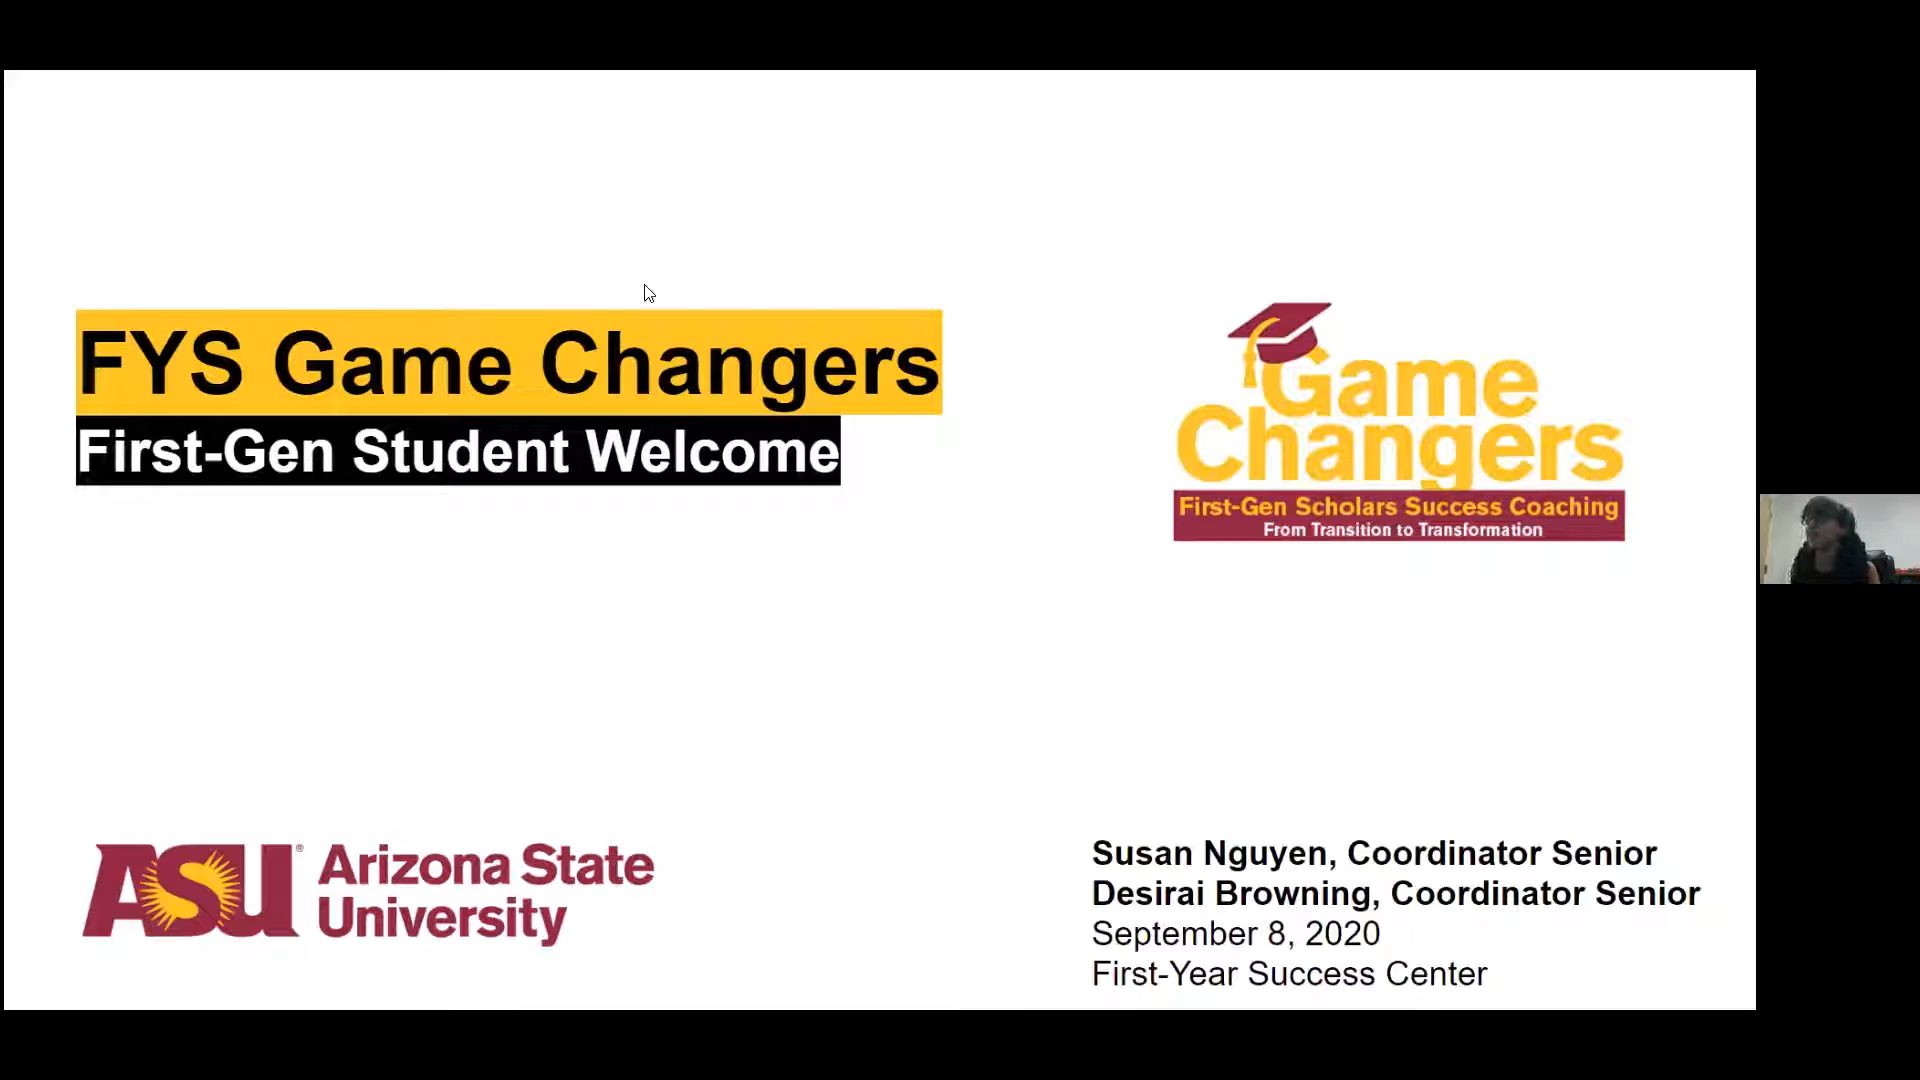 FYS Game Changers
First-Gen Student Welcome
Game
Changers
First-Gen Scholars Success Coaching
From Transition to Transformation
ASU® Arizona State
University
Susan Nguyen, Coordinator Senior
Desirai Browning, Coordinator Senior
September 8, 2020
First-Year Success Center